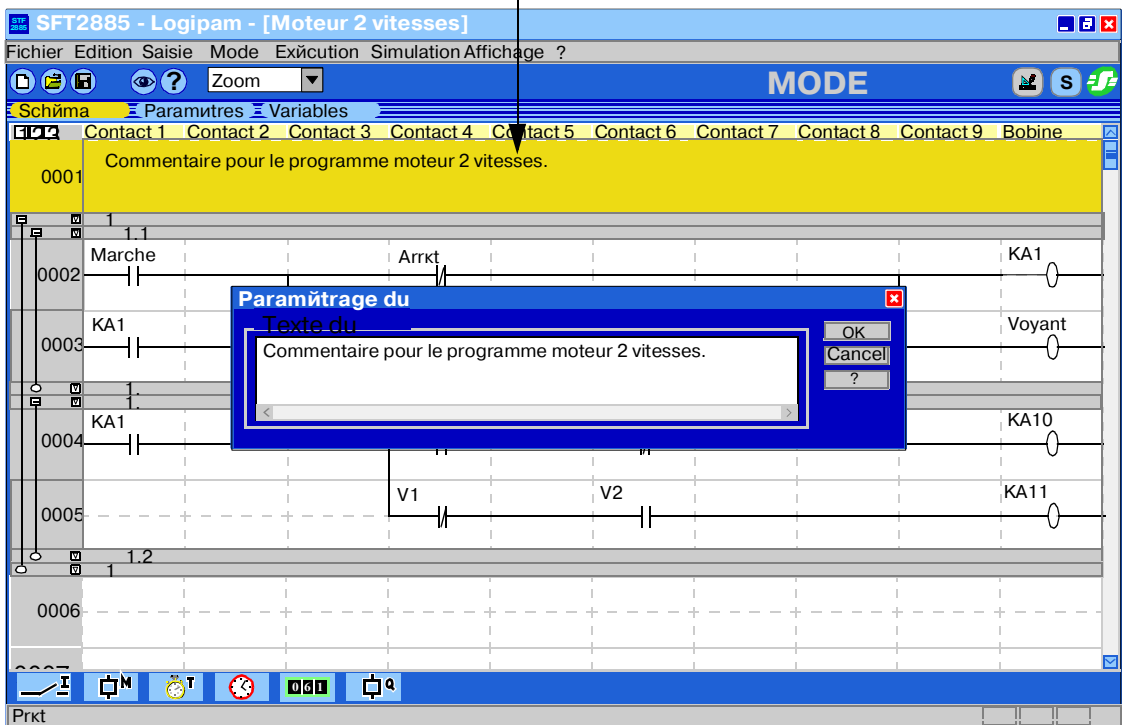 STF 2885 SFT2885 - Logipam - [Moteur 2 vitesses]
Fichier Edition Saisie Mode Exйcution Simulation Affichage ?
? Zoom MODE S
Schйma Paramиtres Variables
Contact 1 Contact 2 Contact 3 Contact 4 Contact 5 Contact 6 Contact 7 Contact 8 Contact 9 Bobine
0001 Commentaire pour le programme moteur 2 vitesses.
1
1.1
Marche Arrкt KA1
0002
Paramйtrage du
Texte du
KA1 OK Voyant
0003 Commentaire pour le programme moteur 2 vitesses. Cancel
?
1.
1.
KA1 KA10
0004
V1 V2 KA11
0005
1.2
1
0006
I M T 061 Q
Prкt